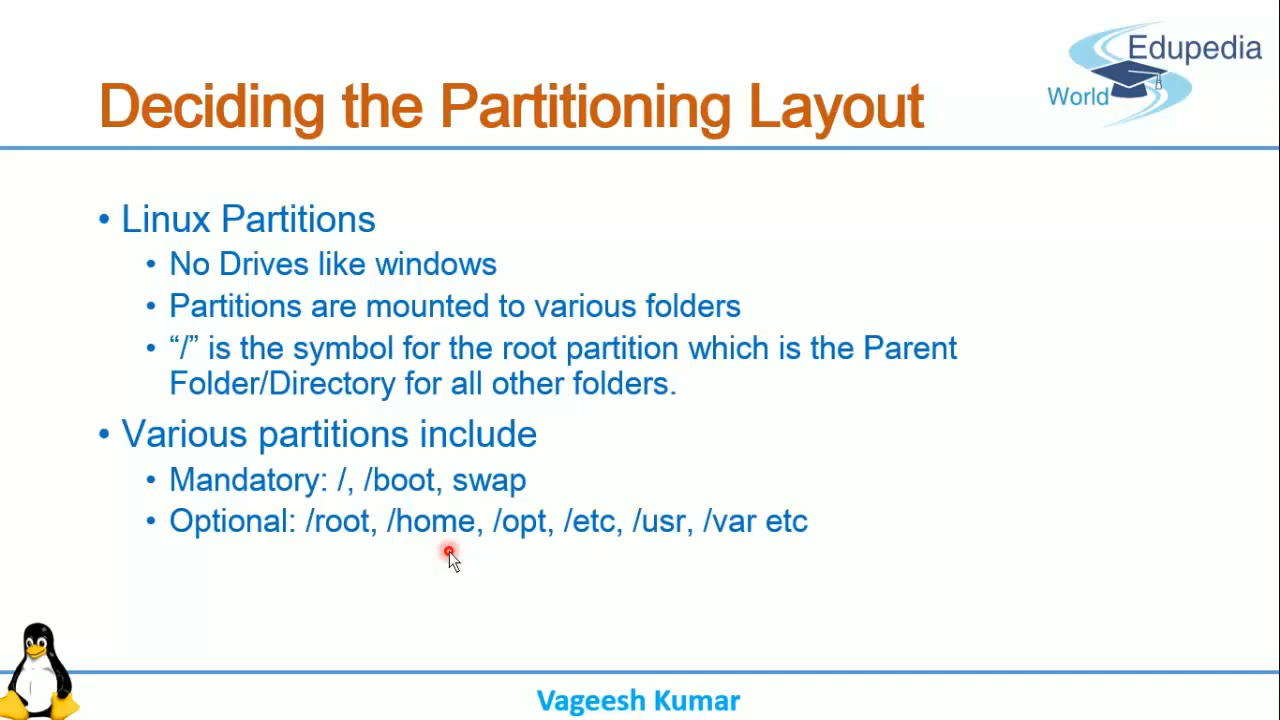 Edupedia
World
Deciding the Partitioning Layout
• Linux Partitions
• No Drives like windows
• Partitions are mounted to various folders
• “/” is the symbol for the root partition which is the Parent
Folder/Directory for all other folders.
• Various partitions include
• Mandatory: /, /boot, swap
• Optional: /root, /home, /opt, /etc, /usr, /var etc
Vageesh Kumar